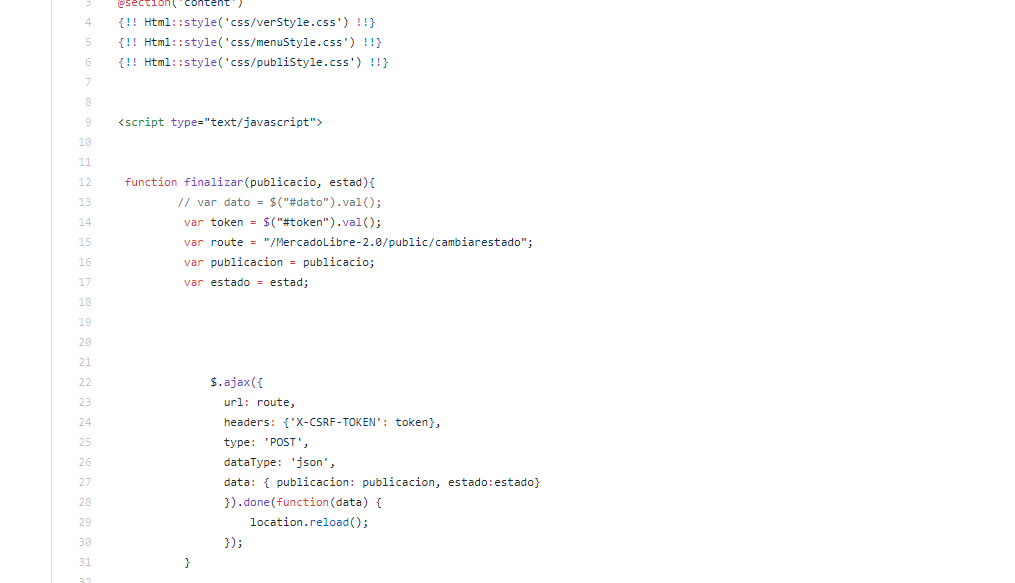 3 @section('content')
4 {!! Html::style('css/verStyle.css') !!}
5 {!! Html::style('css/menuStyle.css') !!}
6 {!! Html::style('css/publiStyle.css') !!}
7
8
9 <script type="text/javascript">
10
11
12 function finalizar(publicacio, estad){
13 // var dato = $("#dato").val();
14 var token = $("#token").val();
15 var route = "/MercadoLibre-2.0/public/cambiarestado";
16 var publicacion = publicacio;
17 var estado = estad;
18
19
20
21
22 $.ajax({
23 url: route,
24 headers: {'X-CSRF-TOKEN': token},
25 type: 'POST',
26 dataType: 'json',
27 data: { publicacion: publicacion, estado:estado}
28 }).done(function(data) {
29 location.reload();
30 });
31 }
32